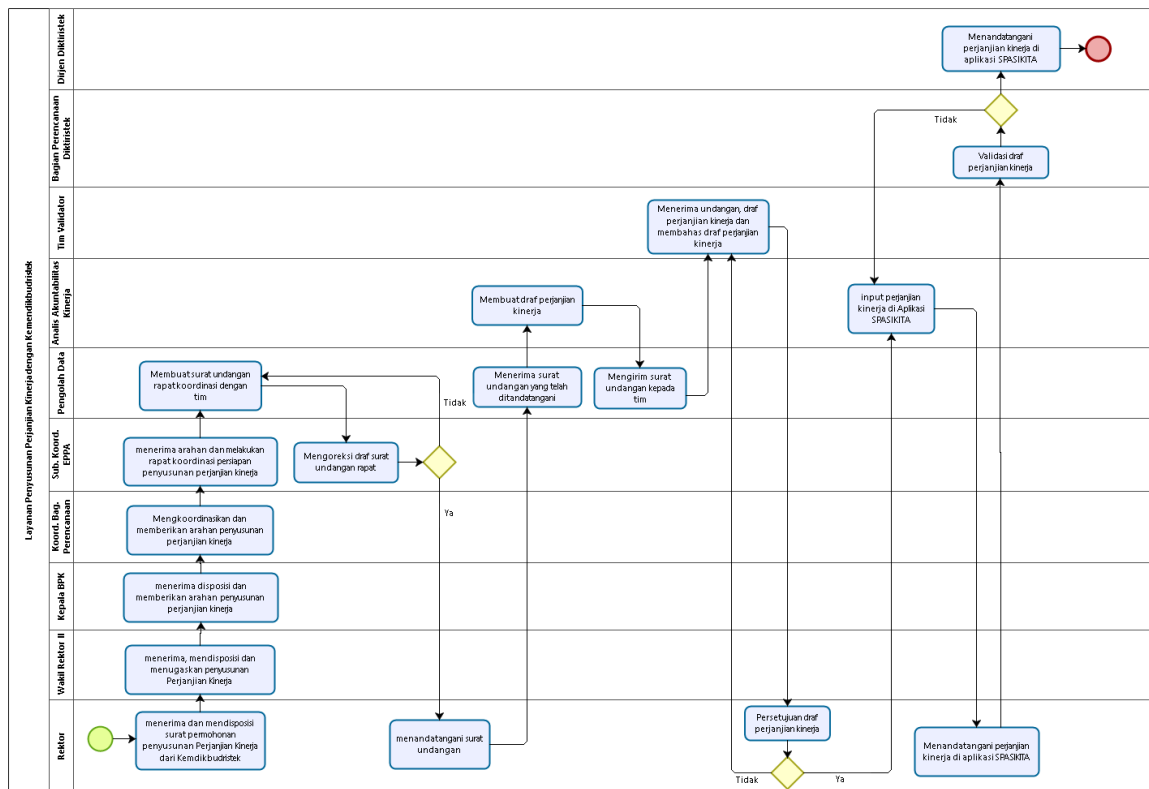 Layanan Penyusunan Perjanjian Kinerja dengan Kemendikbudristek
Dirjen Diktiristek
Menandatangani
perjanjian kinerja di
aplikasi SPASIKITA
Bagian Perencanaan
Diktiristek
Tidak
Validasi draf
perjanjian kinerja
Tim Validator
Menerima undangan, draf
perjanjian kinerja dan
membahas draf perjanjian
kinerja
Analis Akuntabilitas
Kinerja
Membuat draf perjanjian
kinerja
input perjanjian
kinerja di Aplikasi
SPASIKITA
Pengolah Data
Membuat surat undangan
rapat koordinasi dengan
tim
Tidak
Menerima surat
undangan yang telah
ditandatangani
Mengirim surat
undangan kepada
tim
Sub. Koord.
EPPA
menerima arahan dan melakukan
rapat koordinasi persiapan
penyusunan perjanjian kinerja
Mengoreksi draf surat
undangan rapat
Ya
Koord. Bag.
Perencanaan
Mengkoordinasikan dan
memberikan arahan penyusunan
perjanjian kinerja
Kepala BPK
menerima disposisi dan
memberikan arahan penyusunan
perjanjian kinerja
Wakil Rektor II
menerima, mendisposisi dan
menugaskan penyusunan
Perjanjian Kinerja
Rektor
menerima dan mendisposisi
surat permohonan
penyusunan Perjanjian Kinerja
dari Kemdikbudristek
menandatangani surat
undangan
Persetujuan draf
perjanjian kinerja
Tidak
Ya
Menandatangani perjanjian
kinerja di aplikasi SPASIKITA